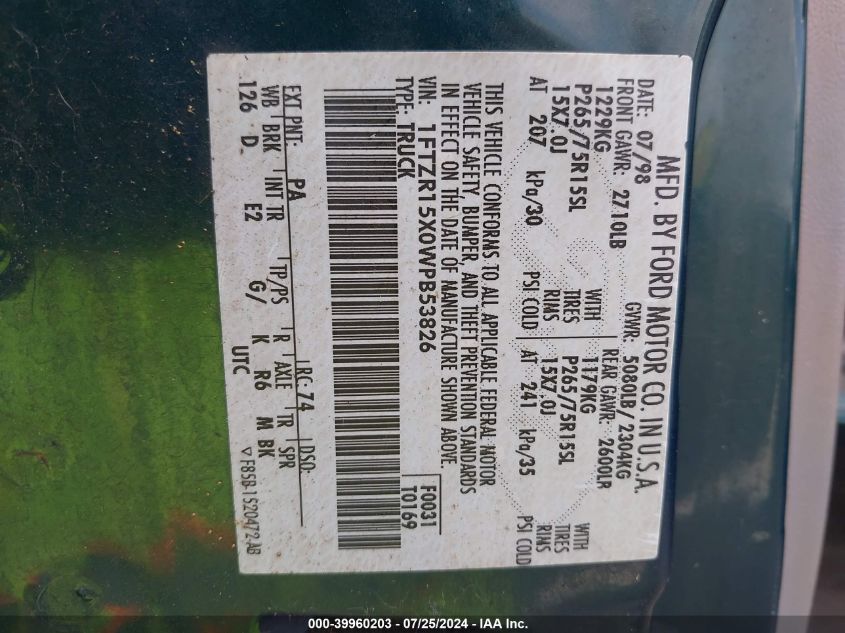 MFD. BY FORD MOTOR CO. IN U.S.A.
DATE: 07/98 GVWR: 5080LB/ 2304KG
FRONT GAWR: 2710LB REAR GAWR: 2600LB
1229KG WITH 1179KG WITH
P265/75R15SL TIRES P265/75R15SL TIRES
15X7.0J RIMS 15X7.0J RIMS
AT 207 kPa/30 PSI COLD AT 241 kPa/35 PSI COLD
THIS VEHICLE CONFORMS TO ALL APPLICABLE FEDERAL MOTOR
VEHICLE SAFETY, BUMPER, AND THEFT PREVENTION STANDARDS
IN EFFECT ON THE DATE OF MANUFACTURE SHOWN ABOVE.
VIN: 1FTZR15X0WPB53826 F0031
TYPE: TRUCK T0169
EXT PNT: PA RC: 74 DSO:
WB BRK INT TR TP/PS R AXLE TR SPR
126 D E2 G/ K R6 M BK
UTC
▽ F85B-1520472-AB
000-39960203 - 07/25/2024 - IAA Inc.